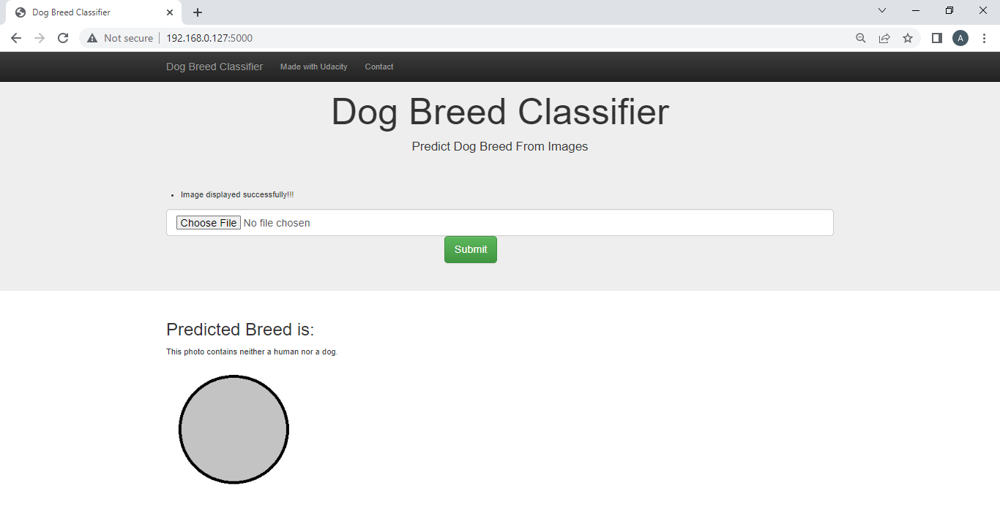 Dog Breed Classifier
Not secure 192.168.0.127:5000
A
Dog Breed Classifier Made with Udacity Contact
Dog Breed Classifier
Predict Dog Breed From Images
Image displayed successfully!!!
Choose File No file chosen
Submit
Predicted Breed is:
This photo contains neither a human nor a dog.